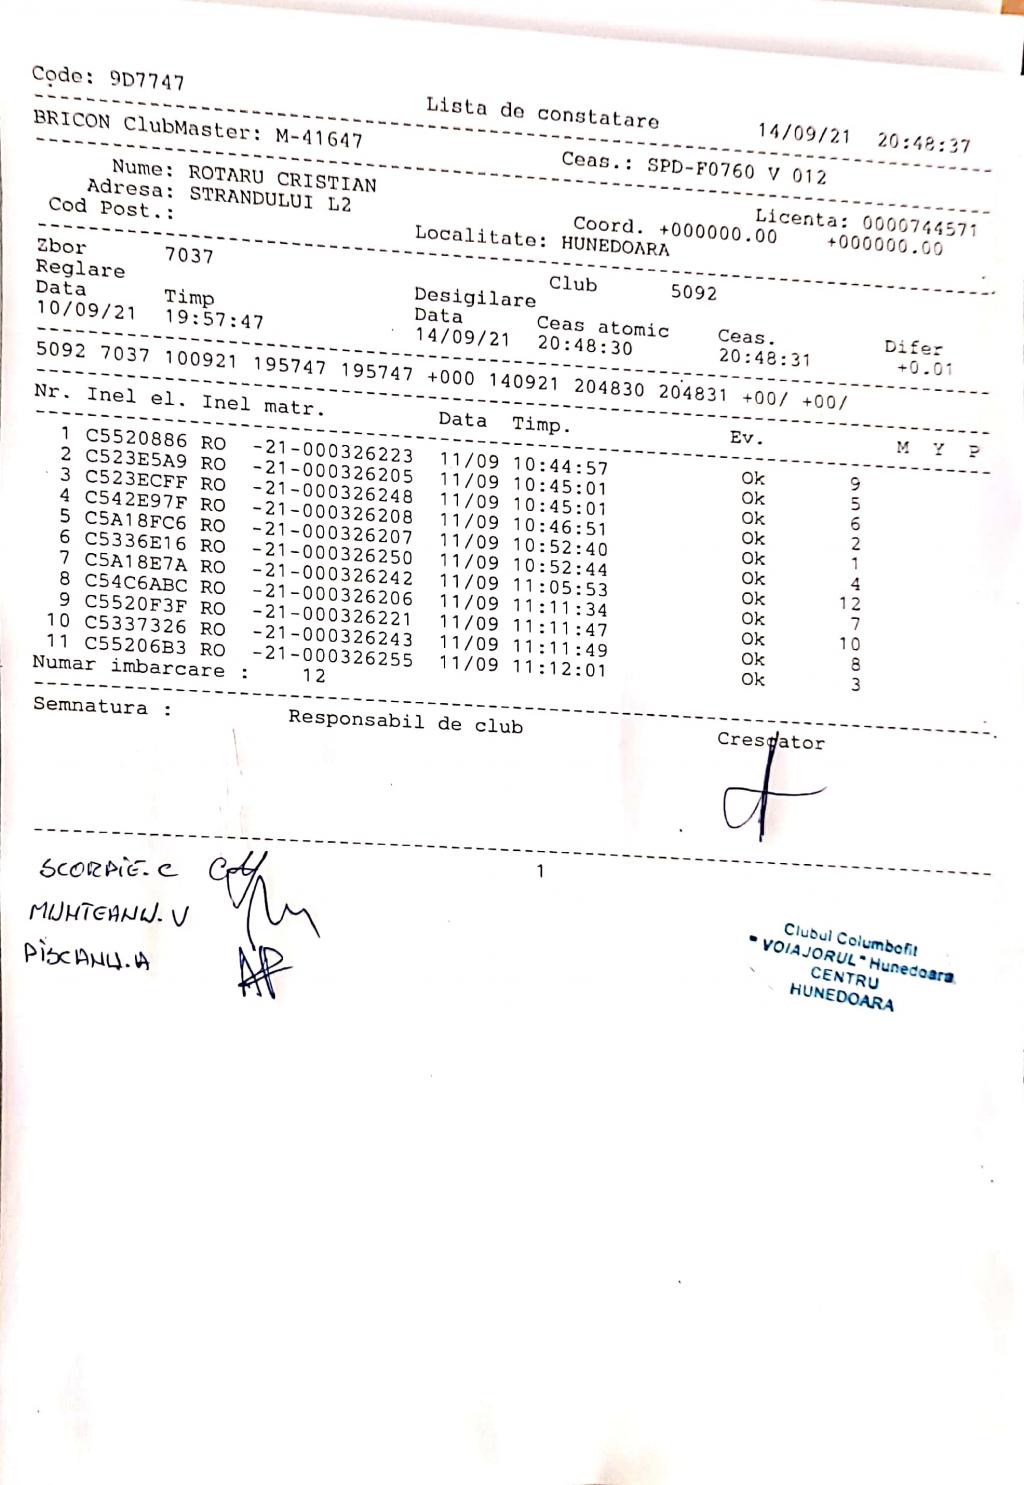 Code: 9D7747
Lista de constatare 14/09/21 20:48:37
BRICON ClubMaster: M-41647 Ceas.: SPD-F0760 V 012
Nume: ROTARU CRISTIAN Licenta: 0000744571
Adresa: STRANDULUI L2 Coord. +000000.00 +000000.00
Cod Post.: Localitate: HUNEDOARA
Zbor 7037 Club 5092
Reglare Desigilare
Data Timp Data Ceas atomic Ceas. Difer
10/09/21 19:57:47 14/09/21 20:48:30 20:48:31 +0.01
5092 7037 100921 195747 195747 +000 140921 204830 204831 +00/ +00/
Nr. Inel el. Inel matr. Data Timp. Ev. M Y P
1 C5520886 RO -21-000326223 11/09 10:44:57 Ok 9
2 C523E5A9 RO -21-000326205 11/09 10:45:01 Ok 5
3 C523ECFF RO -21-000326248 11/09 10:45:01 Ok 6
4 C542E97F RO -21-000326208 11/09 10:46:51 Ok 2
5 C5A18FC6 RO -21-000326207 11/09 10:52:40 Ok 1
6 C5336E16 RO -21-000326250 11/09 10:52:44 Ok 4
7 C5A18E7A RO -21-000326242 11/09 11:05:53 Ok 12
8 C54C6ABC RO -21-000326206 11/09 11:11:34 Ok 7
9 C5520F3F RO -21-000326221 11/09 11:11:47 Ok 10
10 C5337326 RO -21-000326243 11/09 11:11:49 Ok 8
11 C55206B3 RO -21-000326255 11/09 11:12:01 Ok 3
Numar imbarcare : 12
Semnatura : Responsabil de club Crescator
1
SCORPIE.C
MUNTEANU.V
PISCANU.A
Clubul Columbofil
"VOIAJORUL" Hunedoara
CENTRU
HUNEDOARA